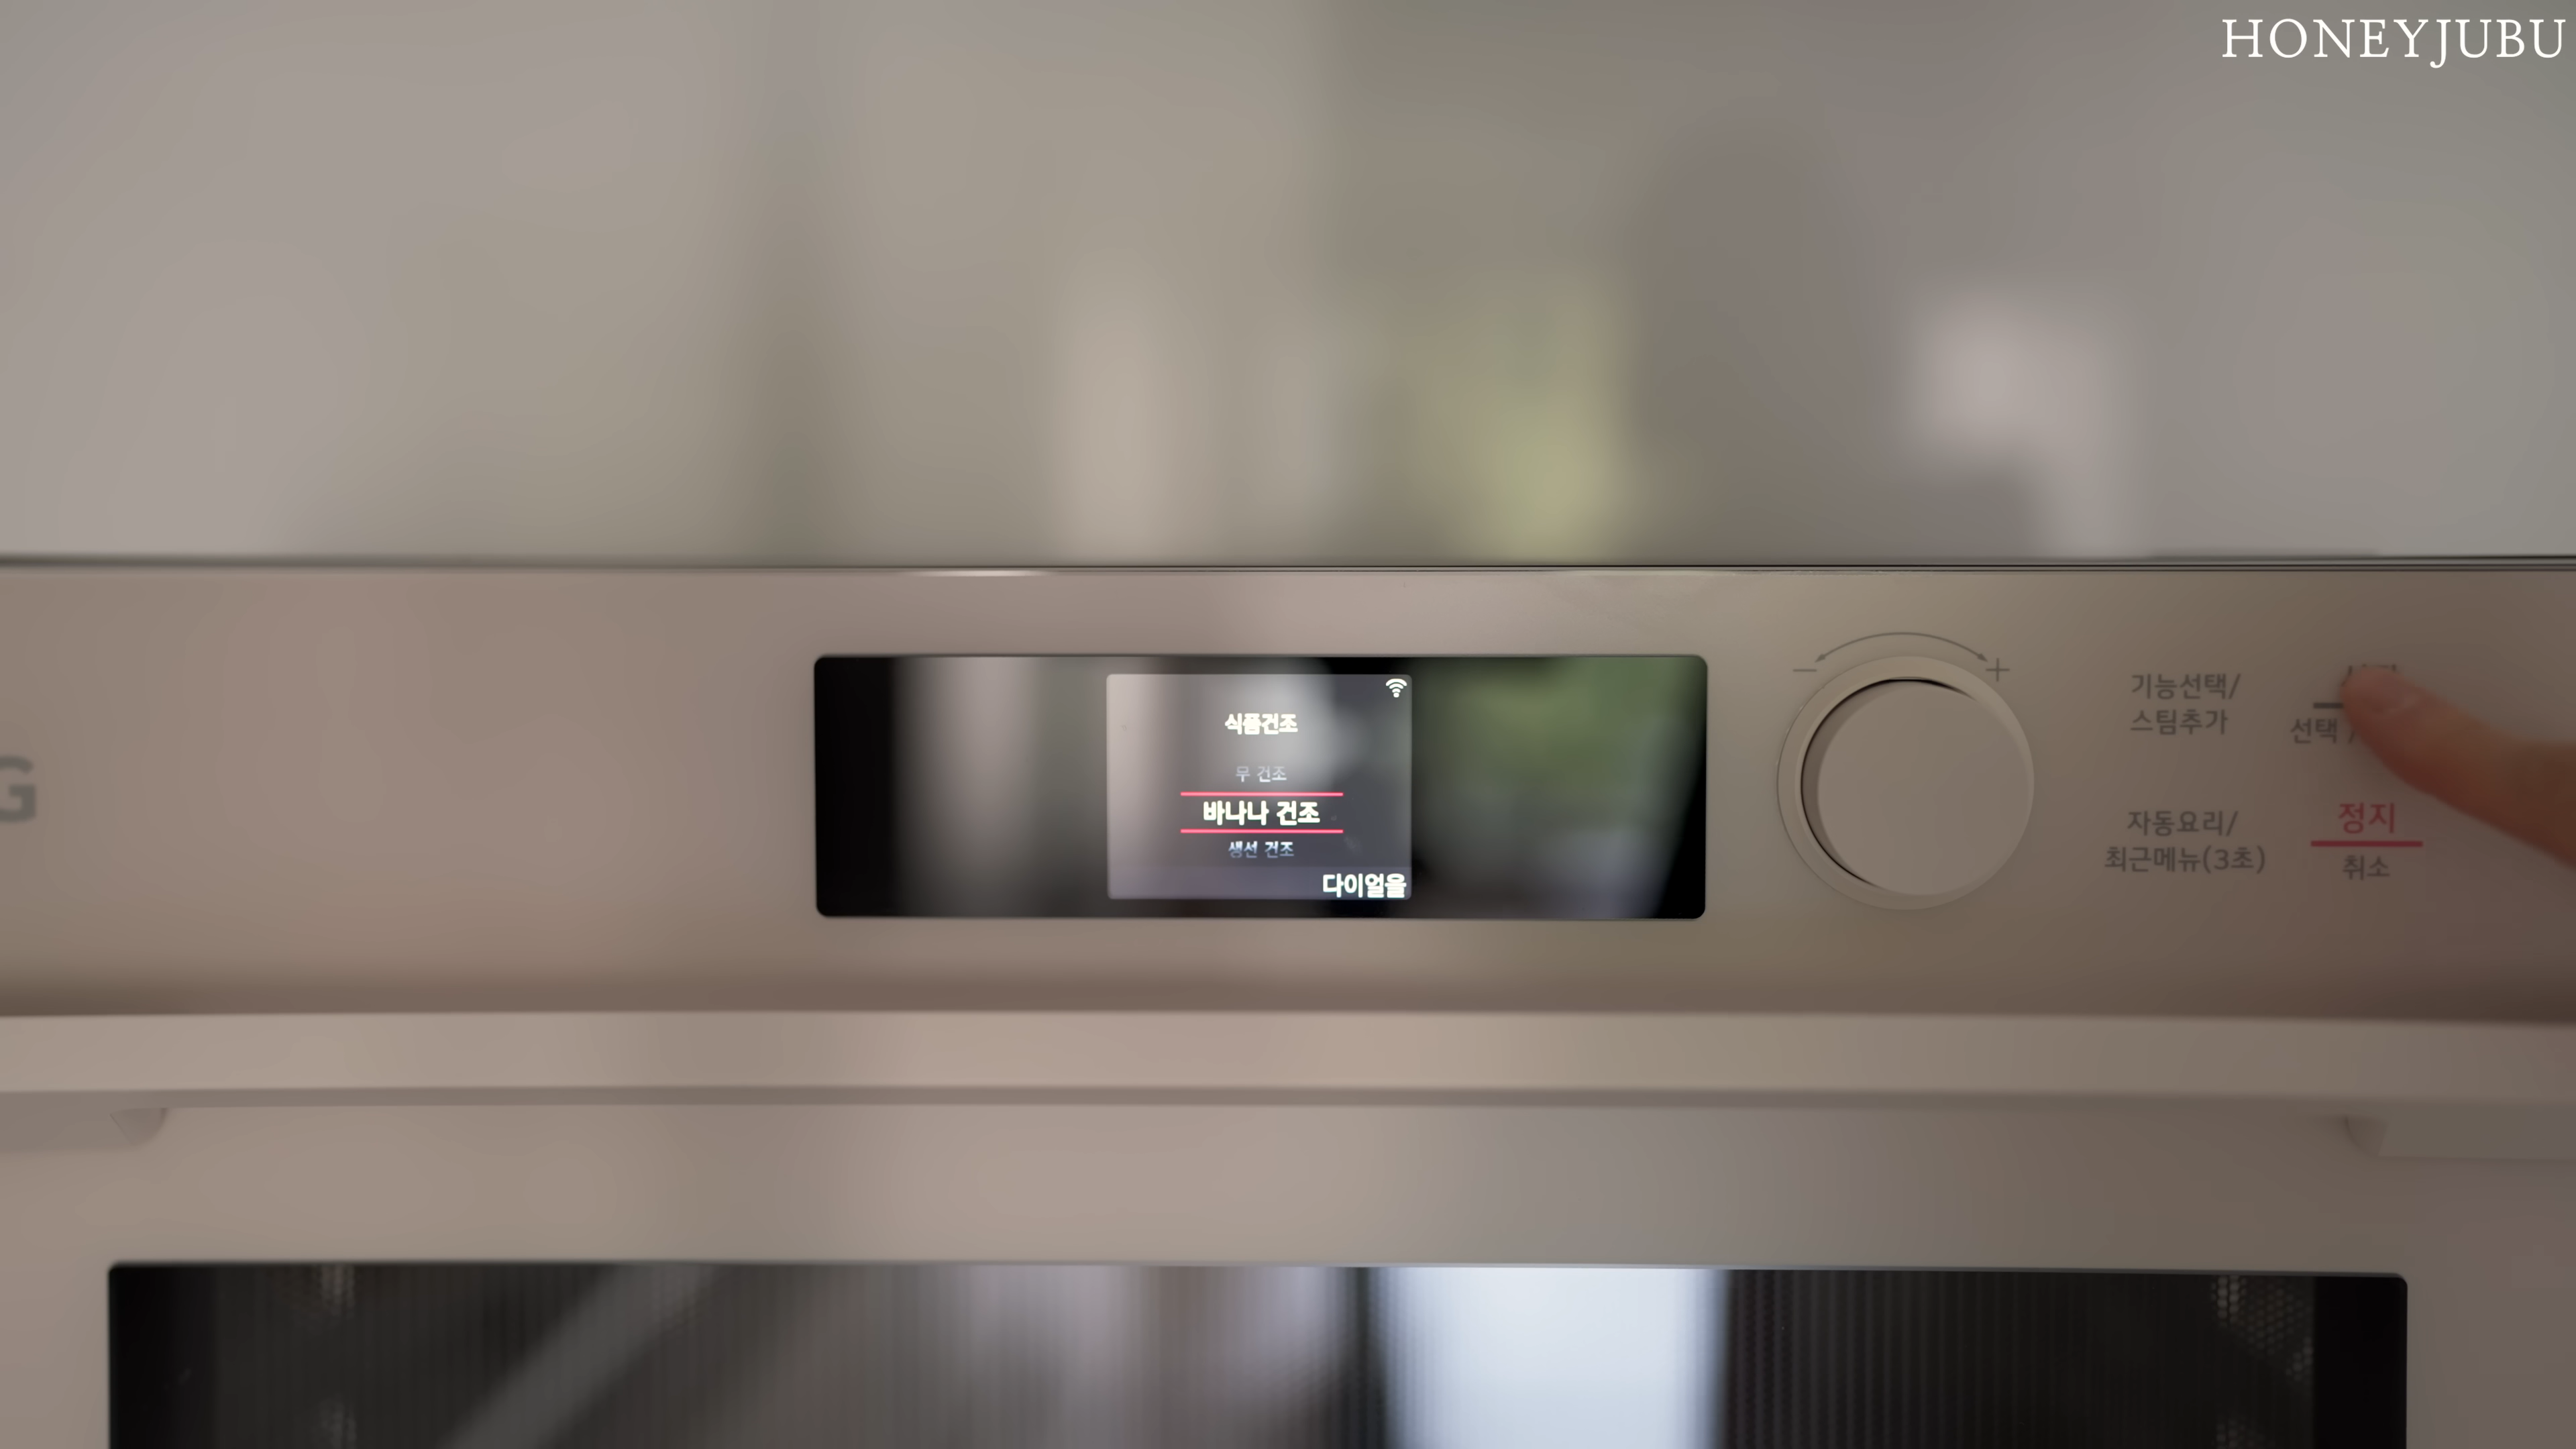 HONEYJUBU
식품건조
무 건조
바나나 건조
생선 건조
다이얼을
기능선택/
스팀추가
선택
자동요리/
최근메뉴(3초)
정지
취소
G